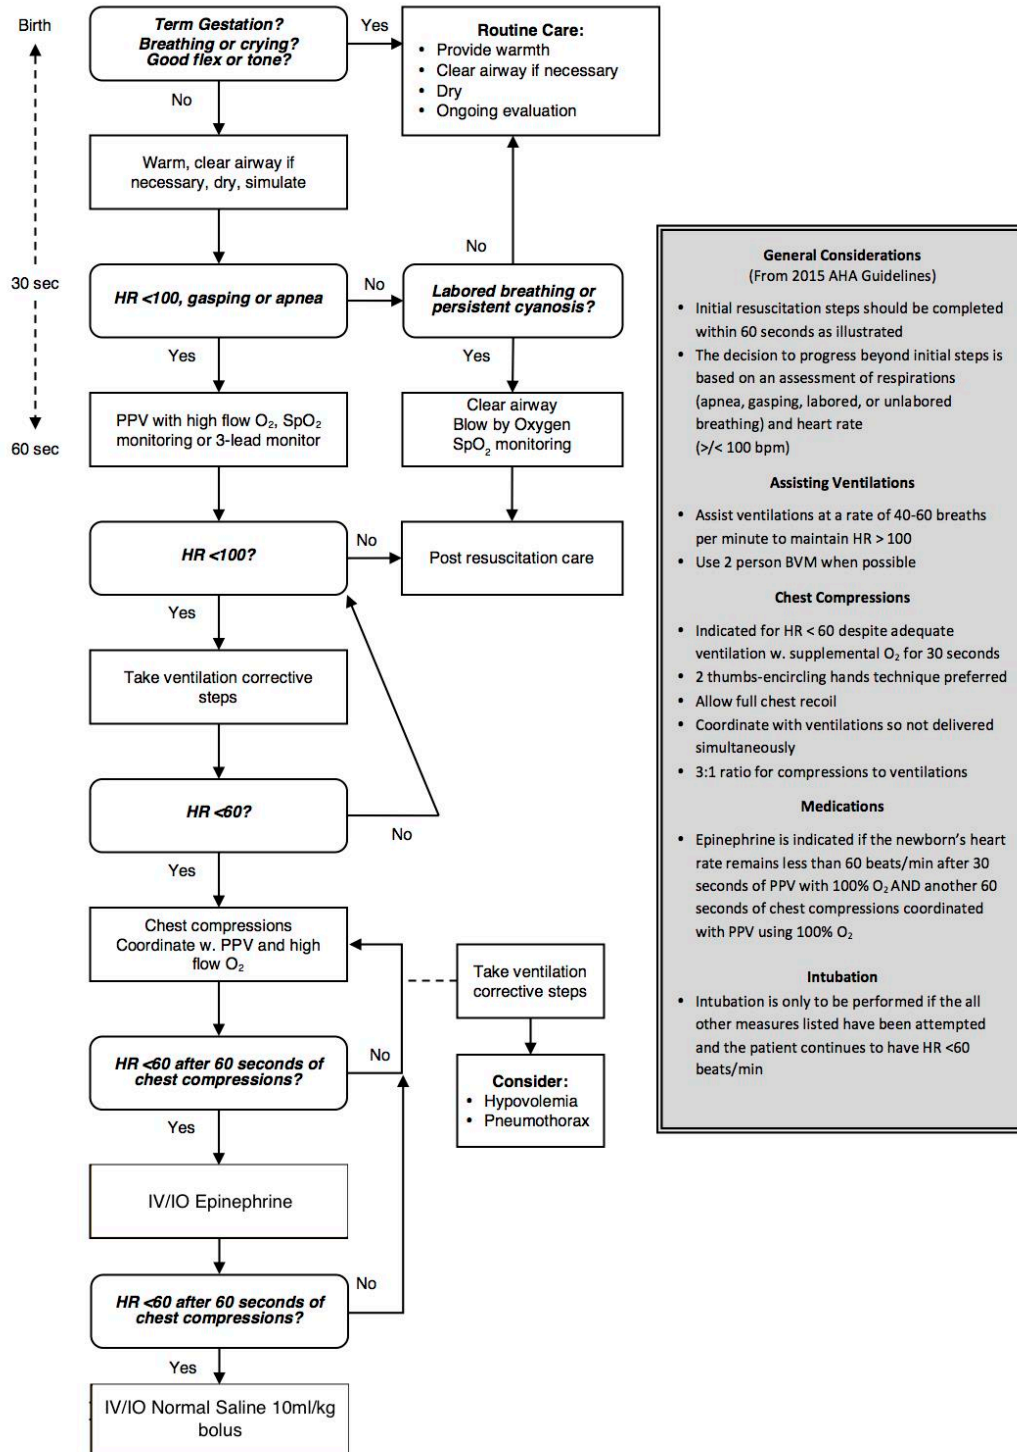 Birth
Term Gestation?
Breathing or crying?
Good flex or tone?
Yes
Routine Care:
• Provide warmth
• Clear airway if necessary
• Dry
• Ongoing evaluation
No
Warm, clear airway if
necessary, dry, simulate
No
30 sec
HR <100, gasping or apnea
No
Labored breathing or
persistent cyanosis?
Yes
Yes
PPV with high flow O₂, SpO₂
monitoring or 3-lead monitor
Clear airway
Blow by Oxygen
SpO₂ monitoring
60 sec
HR <100?
No
Post resuscitation care
Yes
Take ventilation corrective
steps
HR <60?
No
Yes
Chest compressions
Coordinate w. PPV and high
flow O₂
Take ventilation
corrective steps
HR <60 after 60 seconds of
chest compressions?
No
Consider:
• Hypovolemia
• Pneumothorax
Yes
IV/IO Epinephrine
HR <60 after 60 seconds of
chest compressions?
No
Yes
IV/IO Normal Saline 10ml/kg
bolus
General Considerations
(From 2015 AHA Guidelines)
• Initial resuscitation steps should be completed
within 60 seconds as illustrated
• The decision to progress beyond initial steps is
based on an assessment of respirations
(apnea, gasping, labored, or unlabored
breathing) and heart rate
(>/< 100 bpm)
Assisting Ventilations
• Assist ventilations at a rate of 40-60 breaths
per minute to maintain HR > 100
• Use 2 person BVM when possible
Chest Compressions
• Indicated for HR < 60 despite adequate
ventilation w. supplemental O₂ for 30 seconds
• 2 thumbs-encircling hands technique preferred
• Allow full chest recoil
• Coordinate with ventilations so not delivered
simultaneously
• 3:1 ratio for compressions to ventilations
Medications
• Epinephrine is indicated if the newborn's heart
rate remains less than 60 beats/min after 30
seconds of PPV with 100% O₂ AND another 60
seconds of chest compressions coordinated
with PPV using 100% O₂
Intubation
• Intubation is only to be performed if the all
other measures listed have been attempted
and the patient continues to have HR <60
beats/min